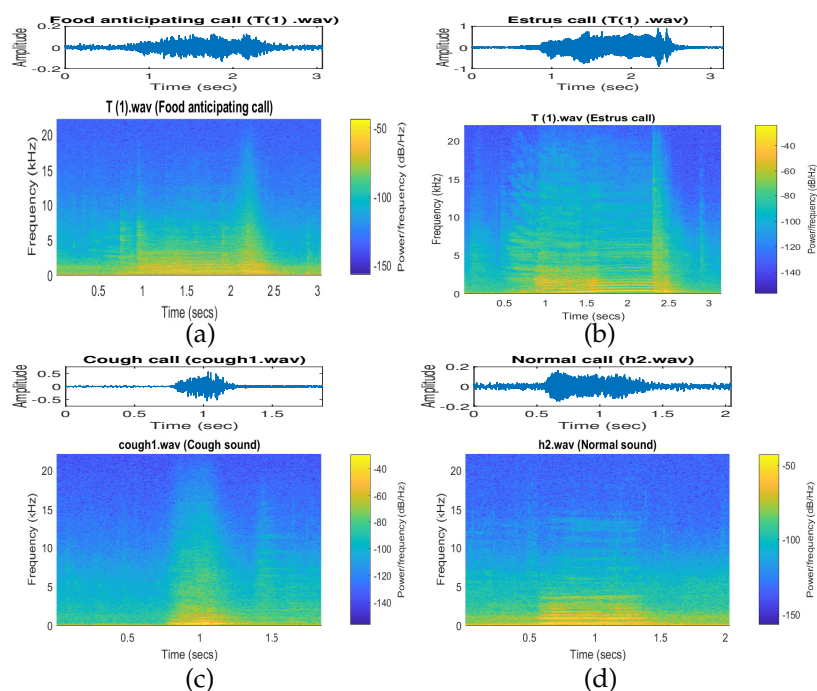 Food anticipating call (T(1) .wav)
Amplitude
0.2
0
-0.2
0 1 2 3
Time (sec)
T (1).wav (Food anticipating call)
Frequency (kHz)
20
15
10
5
0
0.5 1 1.5 2 2.5 3
Time (secs)
-50
-100
-150
Power/frequency (dB/Hz)
(a)
Estrus call (T(1) .wav)
Amplitude
1
0
-1
0 1 2 3
Time (sec)
T (1).wav (Estrus call)
Frequency (kHz)
20
15
10
5
0
0.5 1 1.5 2 2.5 3
Time (secs)
-40
-60
-80
-100
-120
-140
Power/frequency (dB/Hz)
(b)
Cough call (cough1.wav)
Amplitude
0.5
0
-0.5
0 0.5 1 1.5
Time (sec)
cough1.wav (Cough sound)
Frequency (kHz)
20
15
10
5
0
0.5 1 1.5
Time (secs)
-40
-60
-80
-100
-120
-140
Power/frequency (dB/Hz)
(c)
Normal call (h2.wav)
Amplitude
0.2
0
-0.2
0 0.5 1 1.5 2
Time (sec)
h2.wav (Normal sound)
Frequency (kHz)
20
15
10
5
0
0.5 1 1.5 2
Time (secs)
-50
-100
-150
Power/frequency (dB/Hz)
(d)